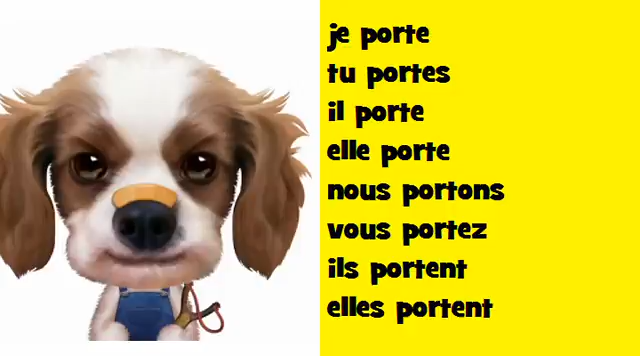 je porte
tu portes
il porte
elle porte
nous portons
vous portez
ils portent
elles portent